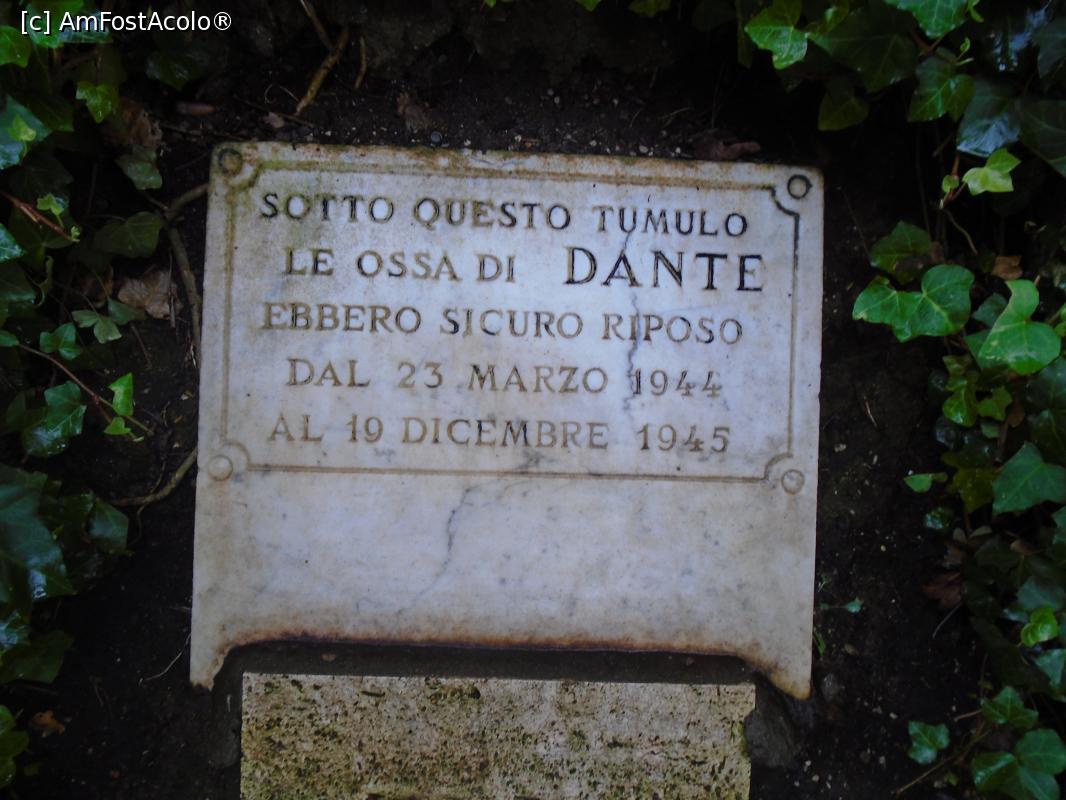 [c] AmFostAcolo®
SOTTO QUESTO TUMULO
LE OSSA DI DANTE
EBBERO SICURO RIPOSO
DAL 23 MARZO 1944
AL 19 DICEMBRE 1945